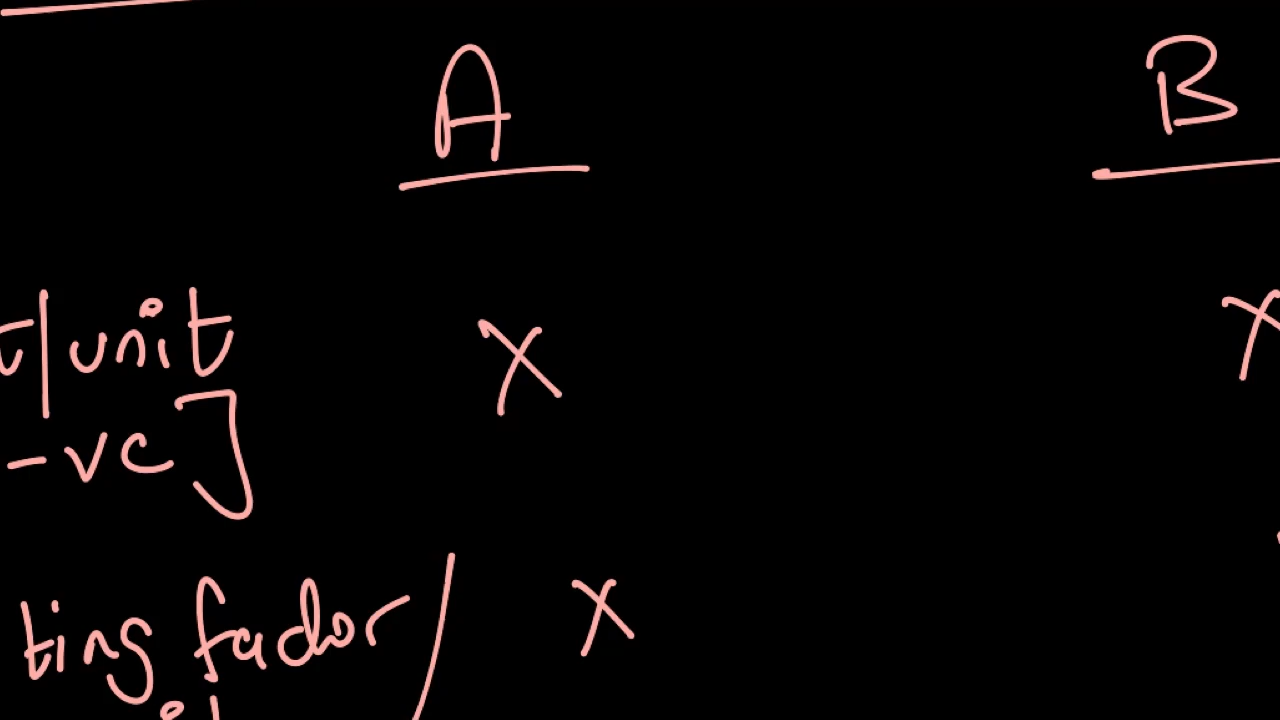 A B
t|unit X X
-vc]
ting factor/ X